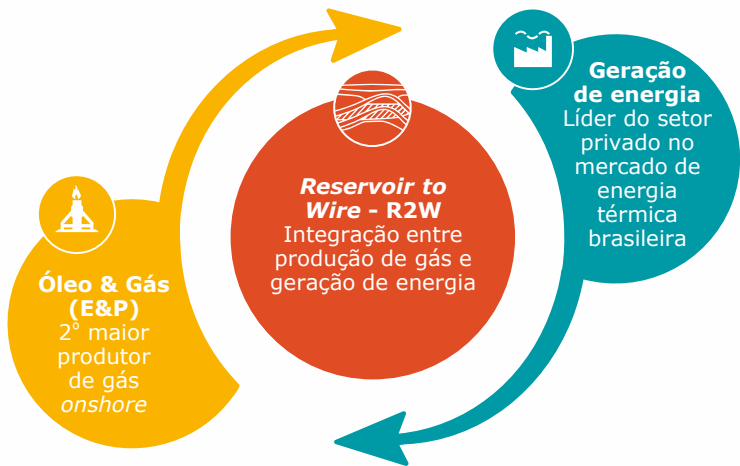 Óleo & Gás
(E&P)
2° maior
produtor
de gás
onshore
Reservoir to
Wire - R2W
Integração entre
produção de gás e
geração de energia
Geração
de energia
Líder do setor
privado no
mercado de
energia
térmica
brasileira